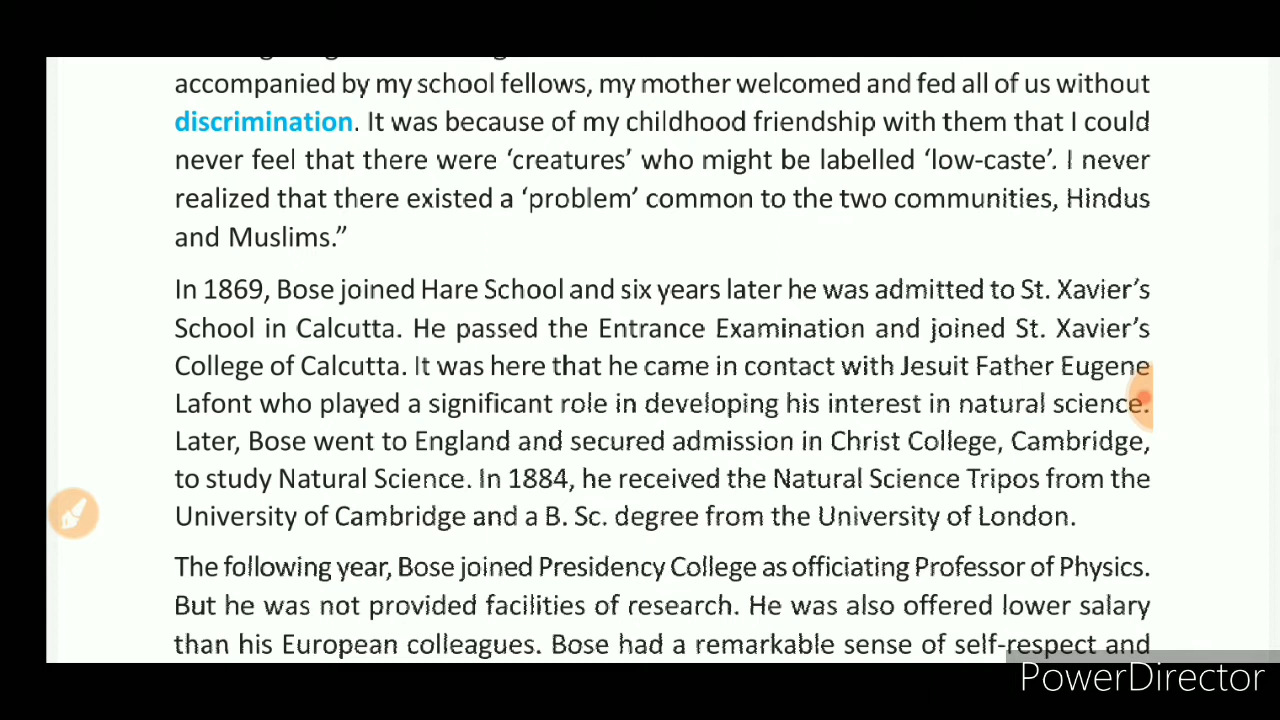 accompanied by my school fellows, my mother welcomed and fed all of us without
discrimination. It was because of my childhood friendship with them that I could
never feel that there were ‘creatures’ who might be labelled ‘low-caste’. I never
realized that there existed a ‘problem’ common to the two communities, Hindus
and Muslims.”
In 1869, Bose joined Hare School and six years later he was admitted to St. Xavier’s
School in Calcutta. He passed the Entrance Examination and joined St. Xavier’s
College of Calcutta. It was here that he came in contact with Jesuit Father Eugene
Lafont who played a significant role in developing his interest in natural science.
Later, Bose went to England and secured admission in Christ College, Cambridge,
to study Natural Science. In 1884, he received the Natural Science Tripos from the
University of Cambridge and a B. Sc. degree from the University of London.
The following year, Bose joined Presidency College as officiating Professor of Physics.
But he was not provided facilities of research. He was also offered lower salary
than his European colleagues. Bose had a remarkable sense of self-respect and
PowerDirector